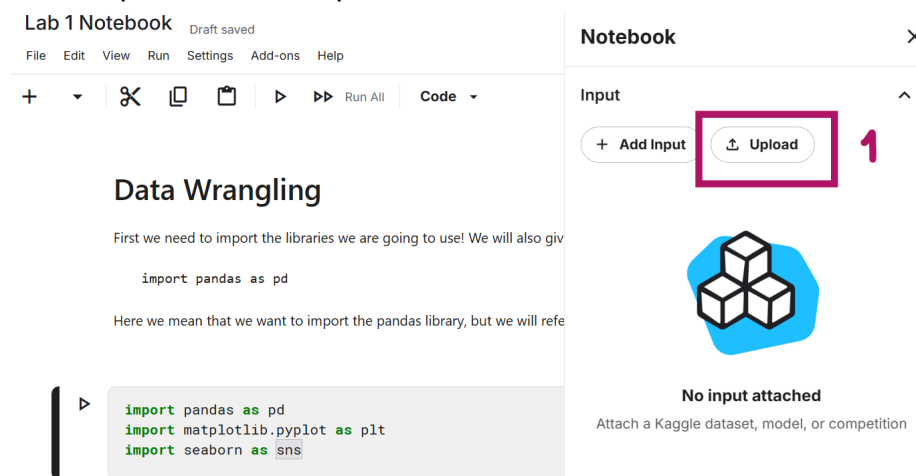 Lab 1 Notebook Draft saved
File Edit View Run Settings Add-ons Help
Run All Code
Data Wrangling
First we need to import the libraries we are going to use! We will also giv
import pandas as pd
Here we mean that we want to import the pandas library, but we will refe
import pandas as pd
import matplotlib.pyplot as plt
import seaborn as sns
Notebook
Input
+ Add Input Upload
1
No input attached
Attach a Kaggle dataset, model, or competition